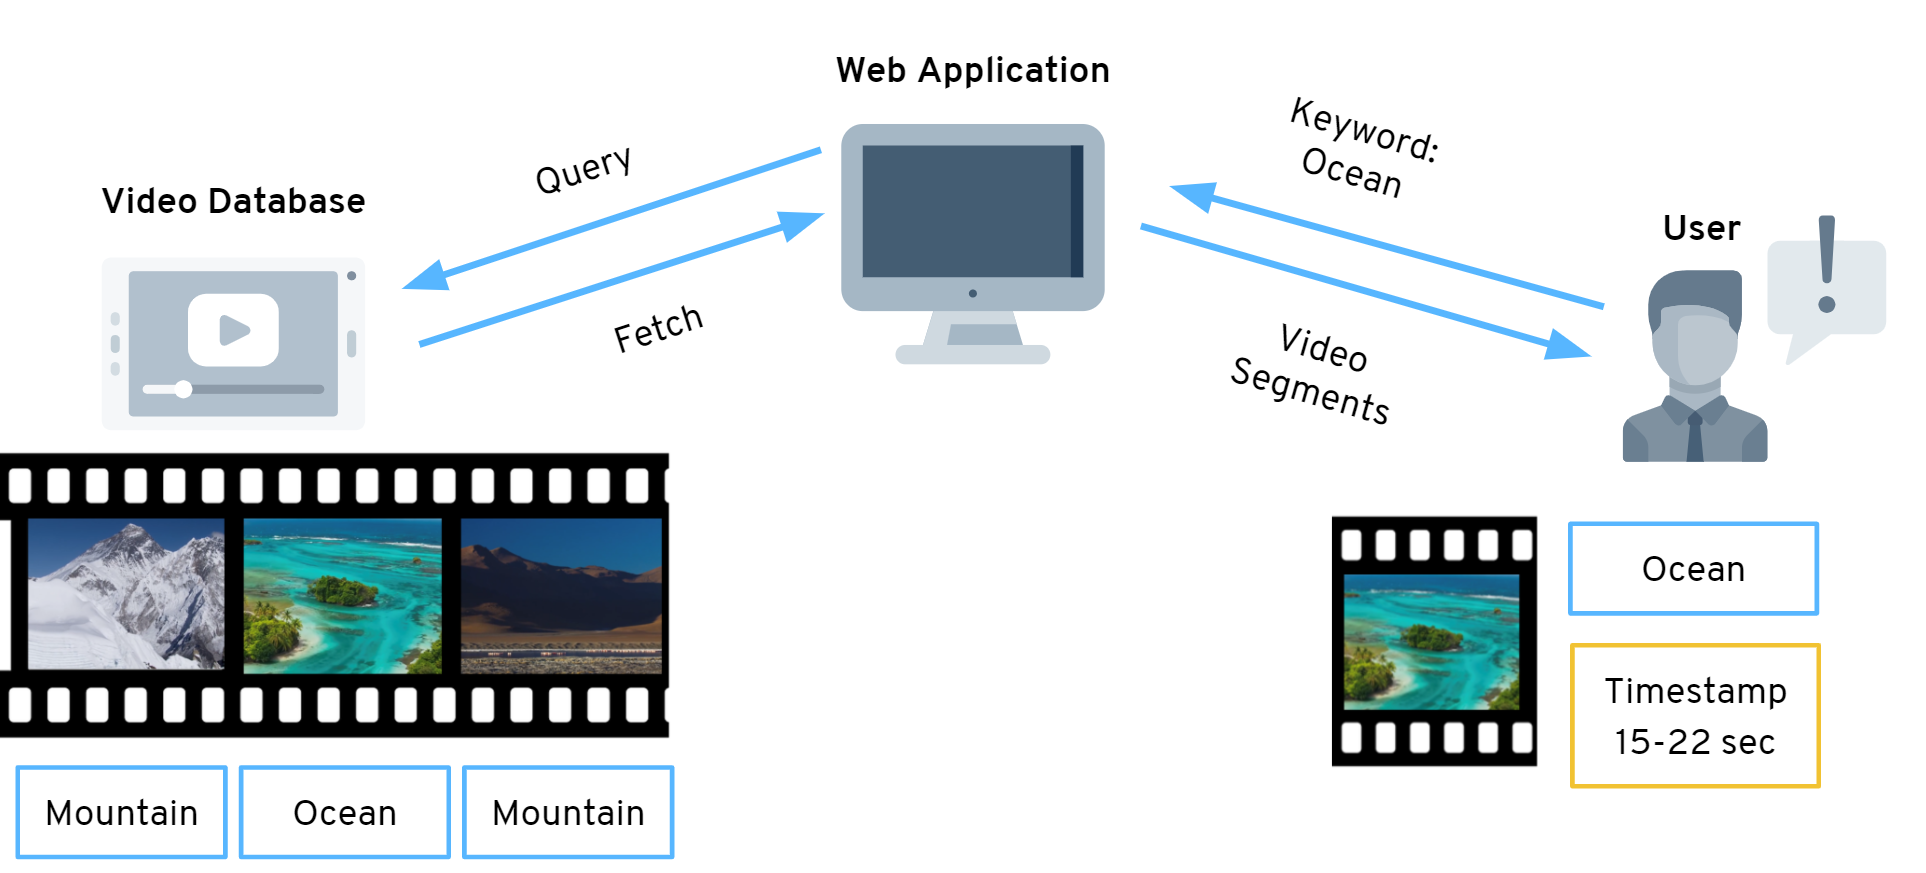 Web Application
Keyword:
Ocean
Query
Video Database
User
Fetch
Video
Segments
Ocean
Timestamp
15-22 sec
Mountain
Ocean
Mountain